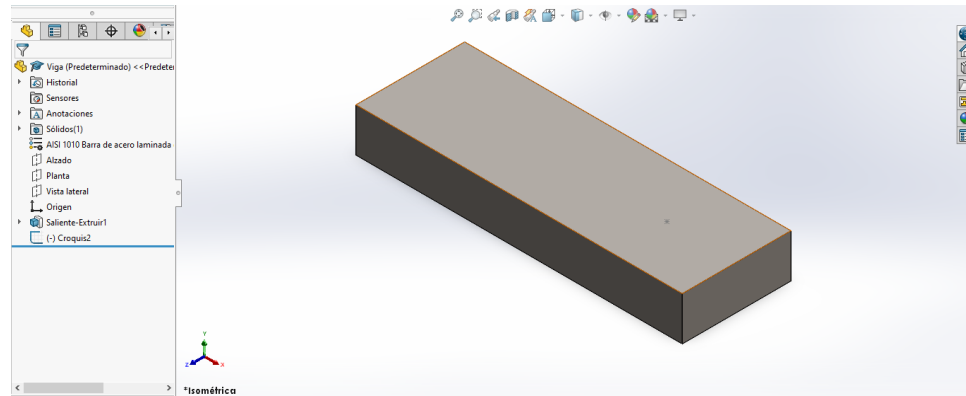 Viga (Predeterminado) <<Predeter
Historial
Sensores
Anotaciones
Sólidos(1)
AISI 1010 Barra de acero laminada
Alzado
Planta
Vista lateral
Origen
Saliente-Extruir1
(-) Croquis2
Y
Z
X
*Isométrica